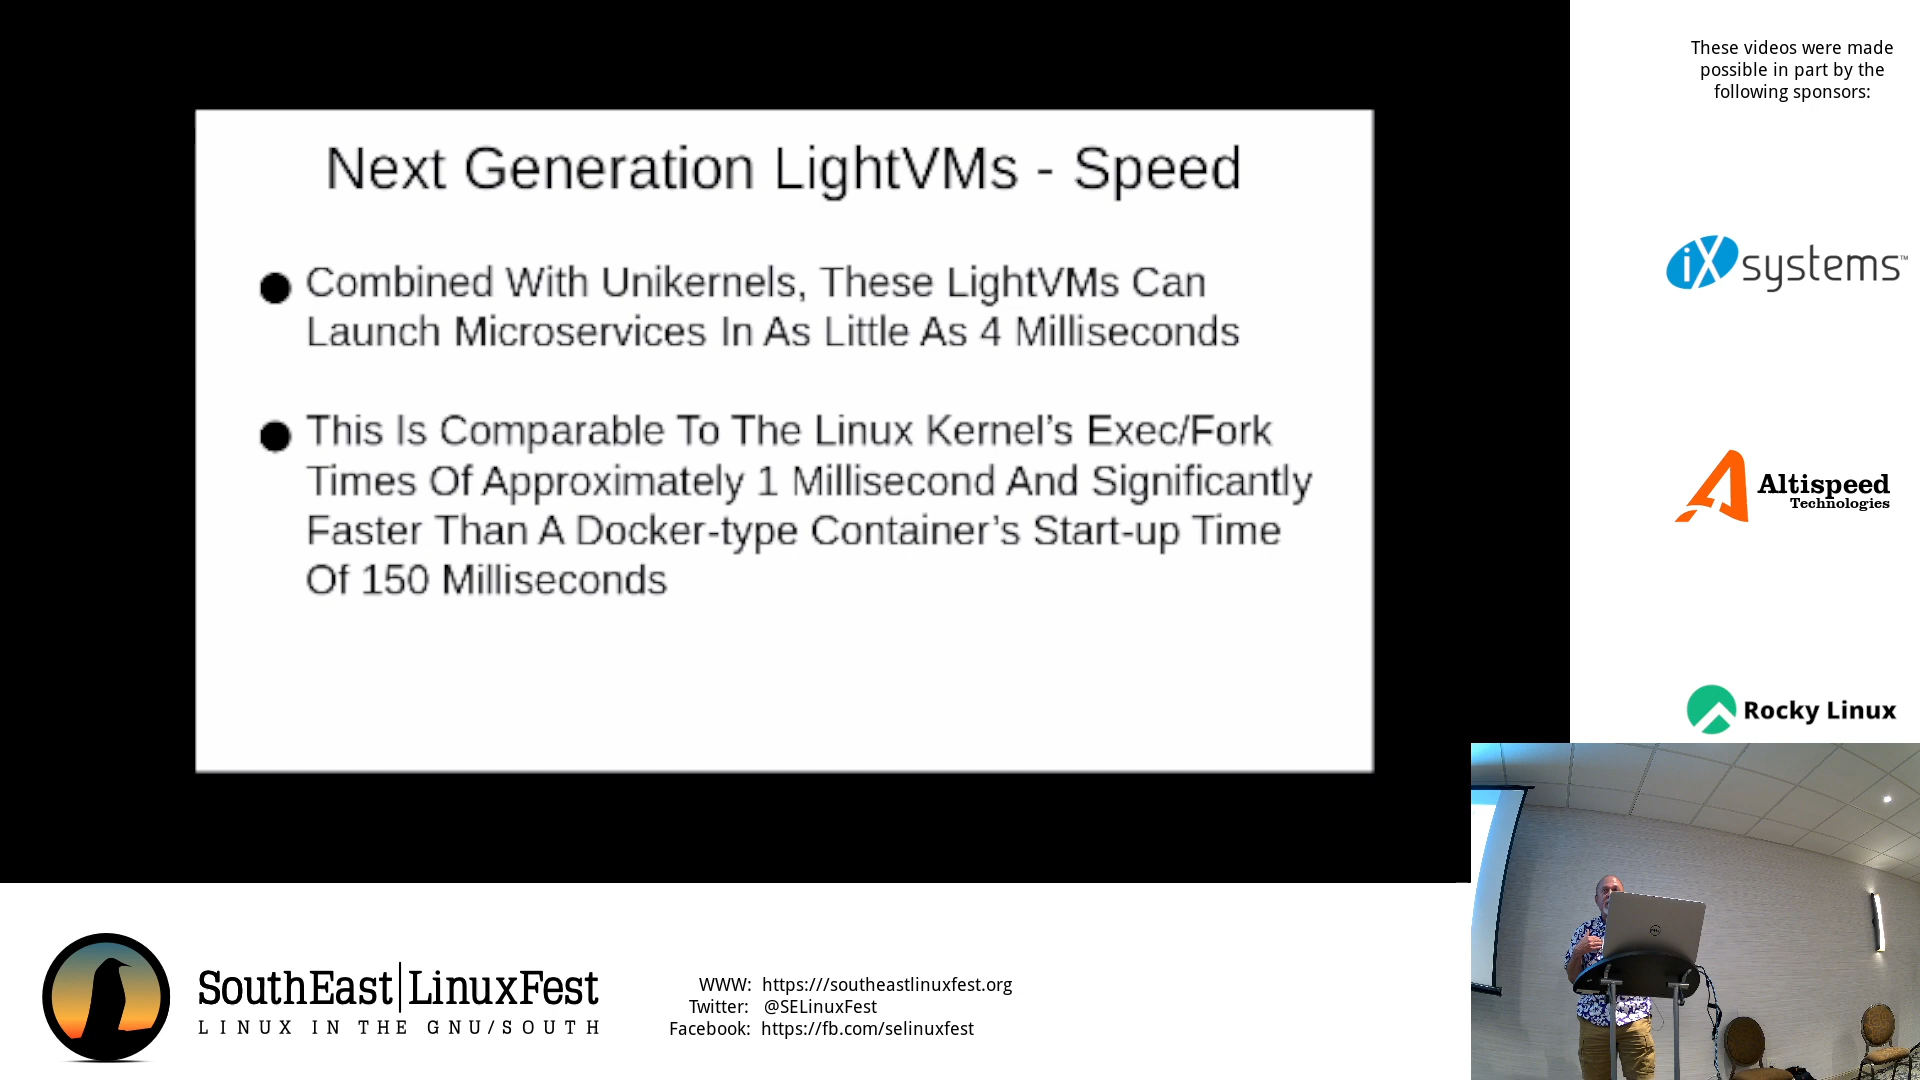 Next Generation LightVMs - Speed
● Combined With Unikernels, These LightVMs Can
Launch Microservices In As Little As 4 Milliseconds
● This Is Comparable To The Linux Kernel’s Exec/Fork
Times Of Approximately 1 Millisecond And Significantly
Faster Than A Docker-type Container’s Start-up Time
Of 150 Milliseconds
These videos were made
possible in part by the
following sponsors:
iXsystems™
Altispeed
Technologies
Rocky Linux
SouthEast|LinuxFest
LINUX IN THE GNU/SOUTH
WWW: https:///southeastlinuxfest.org
Twitter: @SELinuxFest
Facebook: https://fb.com/selinuxfest
DELL